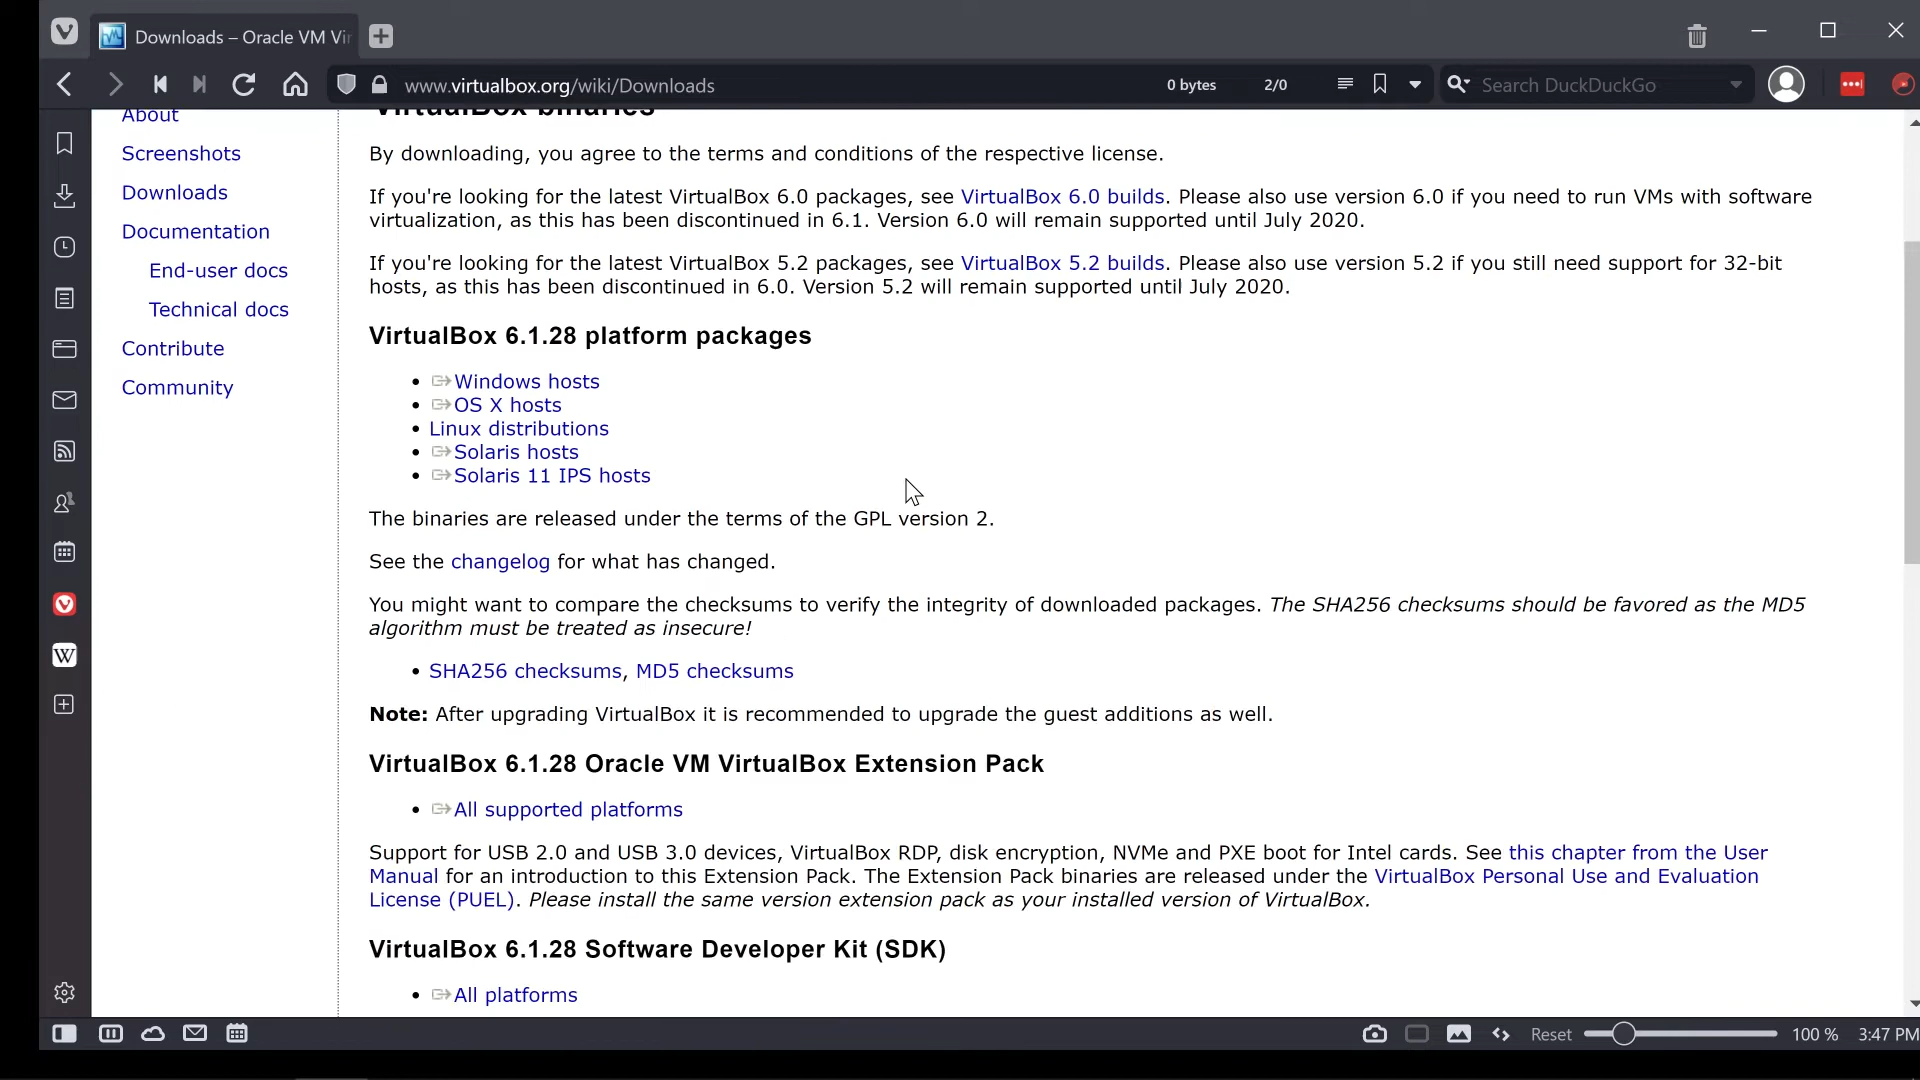 Downloads – Oracle VM Vir
www.virtualbox.org/wiki/Downloads
0 bytes
2/0
Search DuckDuckGo
About
Screenshots
Downloads
Documentation
End-user docs
Technical docs
Contribute
Community
VirtualBox binaries
By downloading, you agree to the terms and conditions of the respective license.
If you're looking for the latest VirtualBox 6.0 packages, see VirtualBox 6.0 builds. Please also use version 6.0 if you need to run VMs with software
virtualization, as this has been discontinued in 6.1. Version 6.0 will remain supported until July 2020.
If you're looking for the latest VirtualBox 5.2 packages, see VirtualBox 5.2 builds. Please also use version 5.2 if you still need support for 32-bit
hosts, as this has been discontinued in 6.0. Version 5.2 will remain supported until July 2020.
VirtualBox 6.1.28 platform packages
• Windows hosts
• OS X hosts
• Linux distributions
• Solaris hosts
• Solaris 11 IPS hosts
The binaries are released under the terms of the GPL version 2.
See the changelog for what has changed.
You might want to compare the checksums to verify the integrity of downloaded packages. The SHA256 checksums should be favored as the MD5
algorithm must be treated as insecure!
• SHA256 checksums, MD5 checksums
Note: After upgrading VirtualBox it is recommended to upgrade the guest additions as well.
VirtualBox 6.1.28 Oracle VM VirtualBox Extension Pack
• All supported platforms
Support for USB 2.0 and USB 3.0 devices, VirtualBox RDP, disk encryption, NVMe and PXE boot for Intel cards. See this chapter from the User
Manual for an introduction to this Extension Pack. The Extension Pack binaries are released under the VirtualBox Personal Use and Evaluation
License (PUEL). Please install the same version extension pack as your installed version of VirtualBox.
VirtualBox 6.1.28 Software Developer Kit (SDK)
• All platforms
W
Reset
100 %
3:47 PM